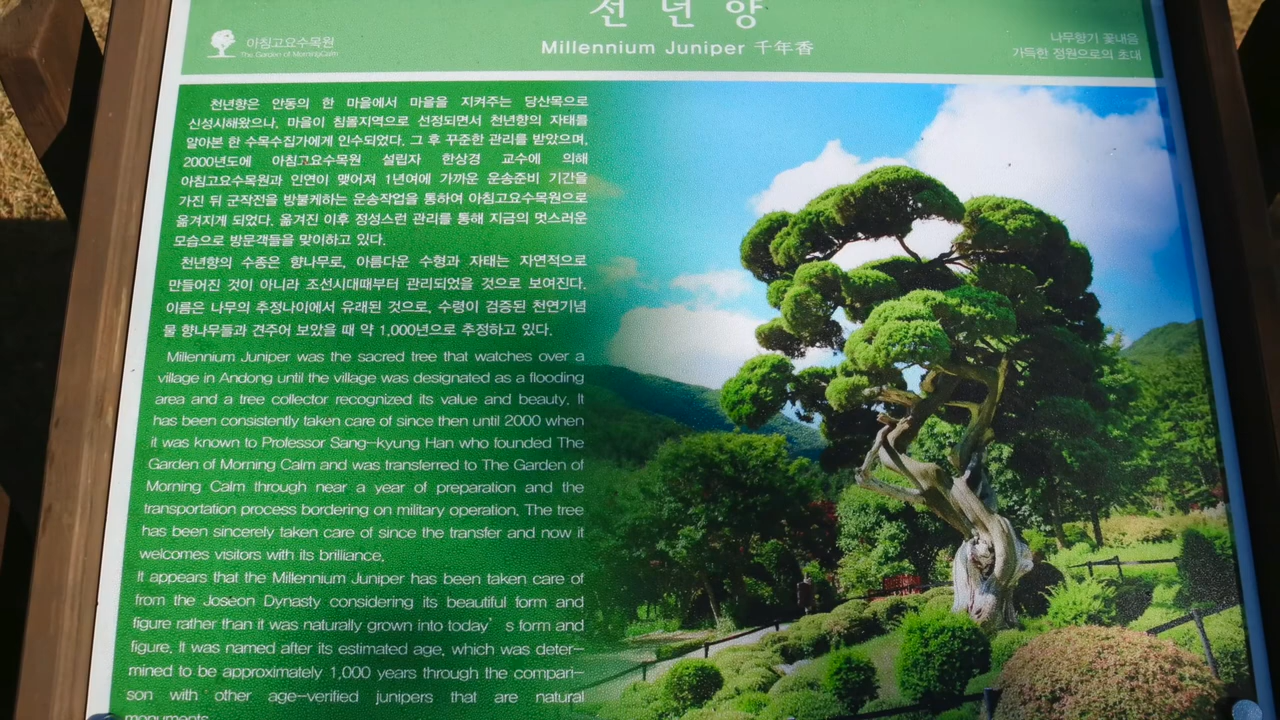 천 년 향
아침고요수목원
The Garden of MorningCalm
Millennium Juniper 千年香
나무향기 꽃내음
가득한 정원으로의 초대
천년향은 안동의 한 마을에서 마을을 지켜주는 당산목으로
신성시해왔으나, 마을이 침몰지역으로 선정되면서 천년향의 자태를
알아본 한 수목수집가에게 인수되었다. 그 후 꾸준한 관리를 받았으며,
2000년도에 아침고요수목원 설립자 한상경 교수에 의해
아침고요수목원과 인연이 맺어져 1년여에 가까운 운송준비 기간을
가진 뒤 군작전을 방불케하는 운송작업을 통하여 아침고요수목원으로
옮겨지게 되었다. 옮겨진 이후 정성스런 관리를 통해 지금의 멋스러운
모습으로 방문객들을 맞이하고 있다.
천년향의 수종은 향나무로, 아름다운 수형과 자태는 자연적으로
만들어진 것이 아니라 조선시대때부터 관리되었을 것으로 보여진다.
이름은 나무의 추정나이에서 유래된 것으로, 수령이 검증된 천연기념
물 향나무들과 견주어 보았을 때 약 1,000년으로 추정하고 있다.
Millennium Juniper was the sacred tree that watches over a
village in Andong until the village was designated as a flooding
area and a tree collector recognized its value and beauty. It
has been consistently taken care of since then until 2000 when
it was known to Professor Sang-kyung Han who founded The
Garden of Morning Calm and was transferred to The Garden of
Morning Calm through near a year of preparation and the
transportation process bordering on military operation. The tree
has been sincerely taken care of since the transfer and now it
welcomes visitors with its brilliance.
It appears that the Millennium Juniper has been taken care of
from the Joseon Dynasty considering its beautiful form and
figure rather than it was naturally grown into today's form and
figure. It was named after its estimated age, which was deter-
mined to be approximately 1,000 years through the compari-
son with other age-verified junipers that are natural
monuments.